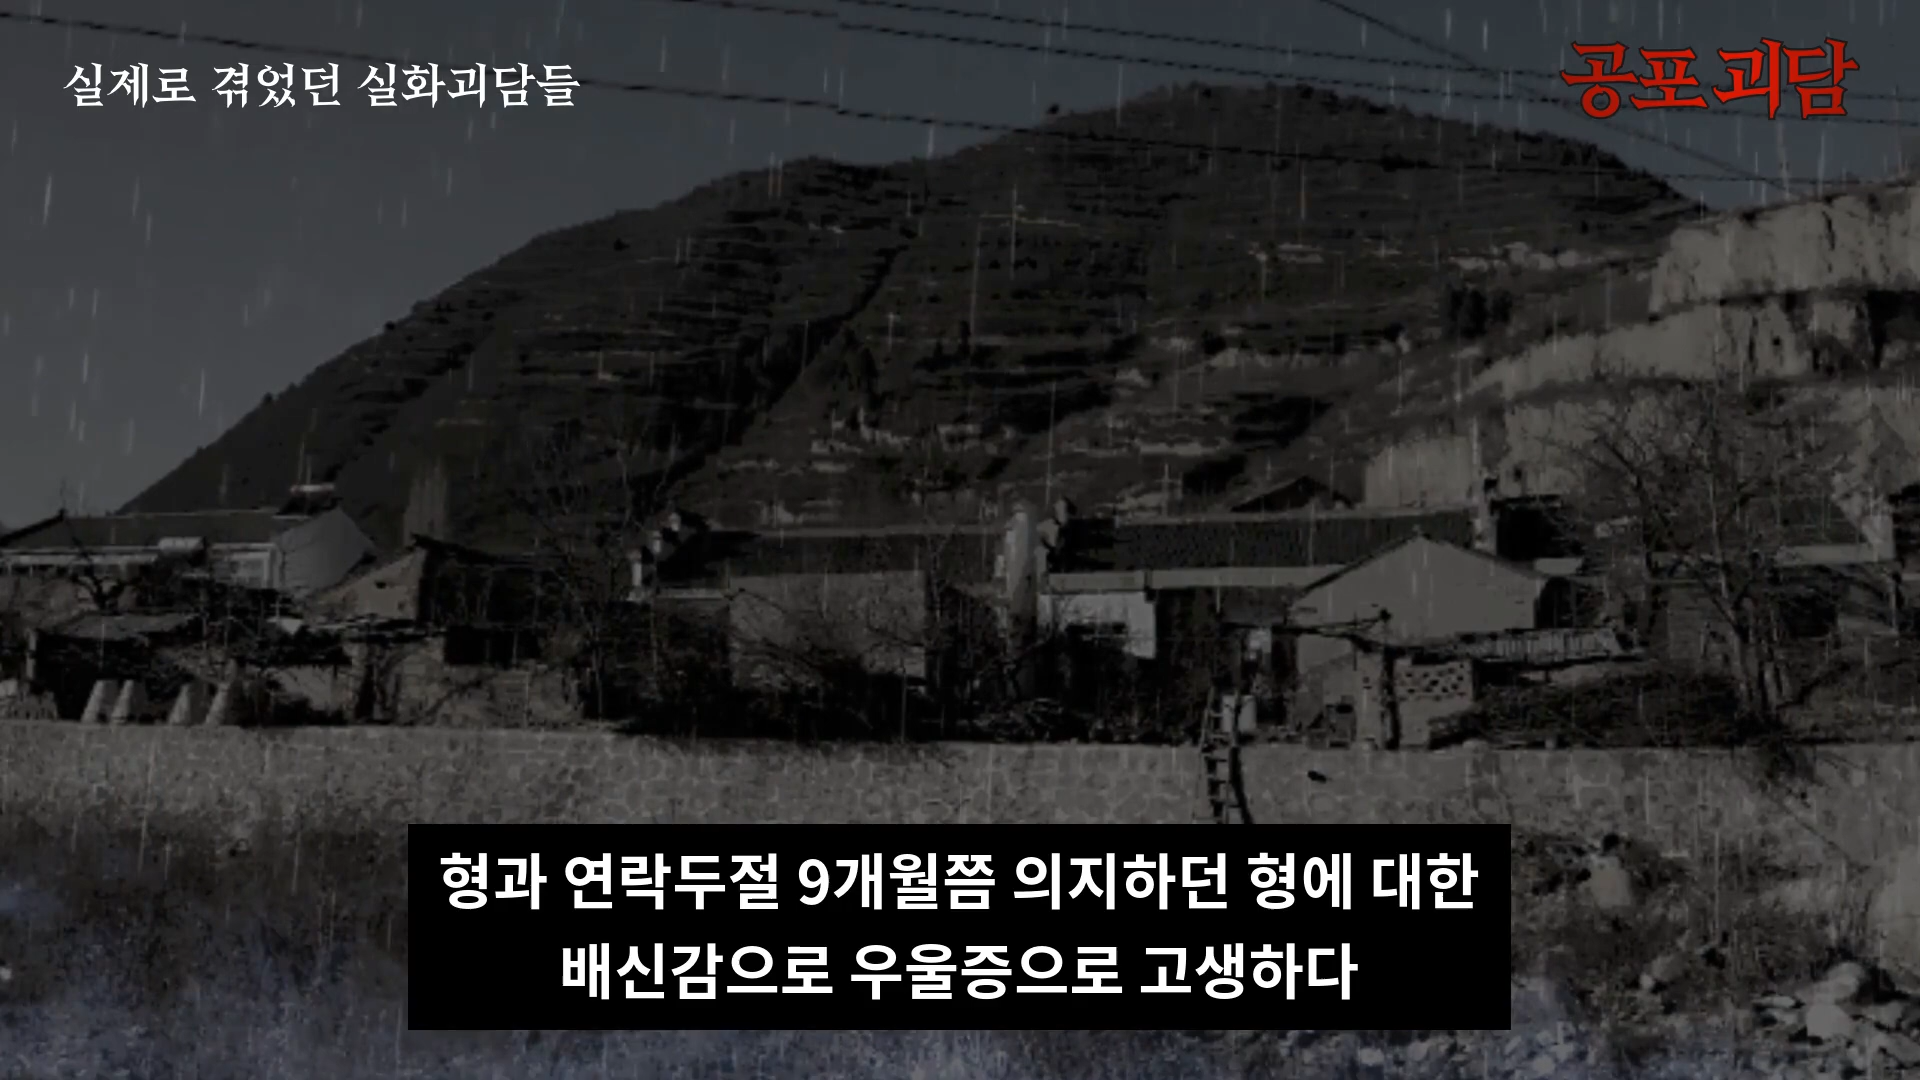 실제로 겪었던 실화괴담들
공포괴담
형과 연락두절 9개월쯤 의지하던 형에 대한
배신감으로 우울증으로 고생하다